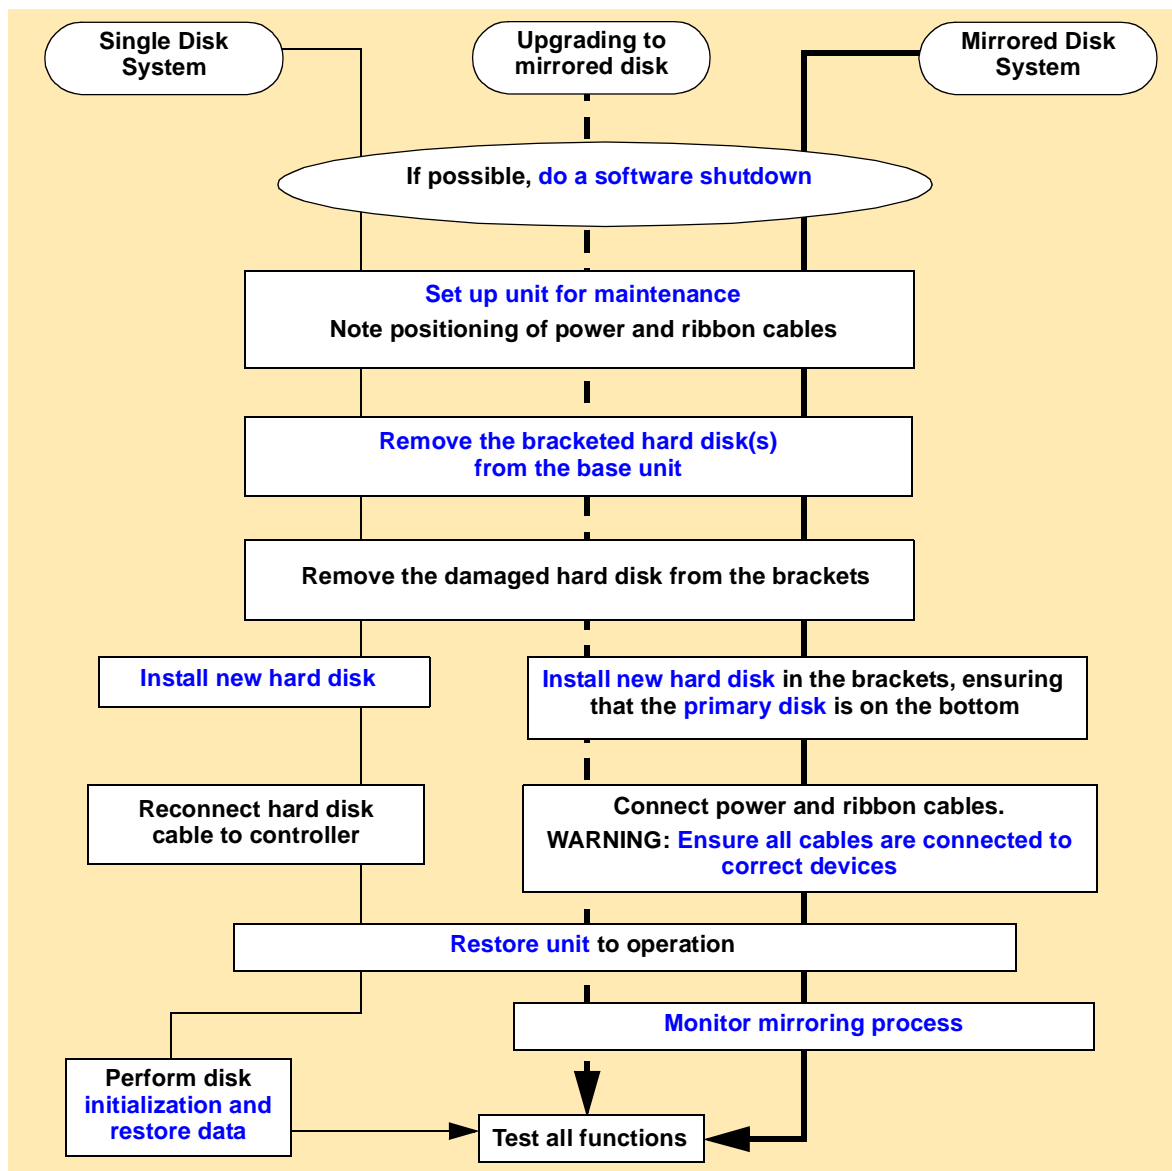 Single Disk
System
Upgrading to
mirrored disk
Mirrored Disk
System
If possible, do a software shutdown
Set up unit for maintenance
Note positioning of power and ribbon cables
Remove the bracketed hard disk(s)
from the base unit
Remove the damaged hard disk from the brackets
Install new hard disk
Install new hard disk in the brackets, ensuring
that the primary disk is on the bottom
Reconnect hard disk
cable to controller
Connect power and ribbon cables.
WARNING: Ensure all cables are connected to
correct devices
Restore unit to operation
Monitor mirroring process
Perform disk
initialization and
restore data
Test all functions